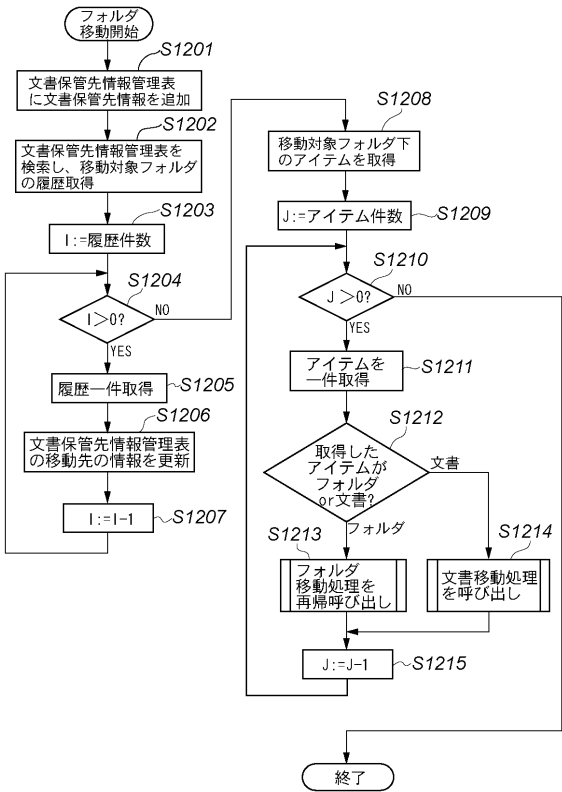 フォルダ
移動開始
S1201
文書保管先情報管理表
に文書保管先情報を追加
S1202
文書保管先情報管理表を
検索し、移動対象フォルダ
の履歴取得
S1203
I:=履歴件数
S1204
I＞0?
NO
YES
S1205
履歴一件取得
S1206
文書保管先情報管理表
の移動先の情報を更新
S1207
I:=I-1
S1208
移動対象フォルダ下
のアイテムを取得
S1209
J:=アイテム件数
S1210
J＞0?
NO
YES
S1211
アイテムを
一件取得
S1212
取得した
アイテムが
フォルダ
or文書?
文書
フォルダ
S1213
フォルダ
移動処理を
再帰呼び出し
S1214
文書移動処理
を呼び出し
J:=J-1
S1215
終了